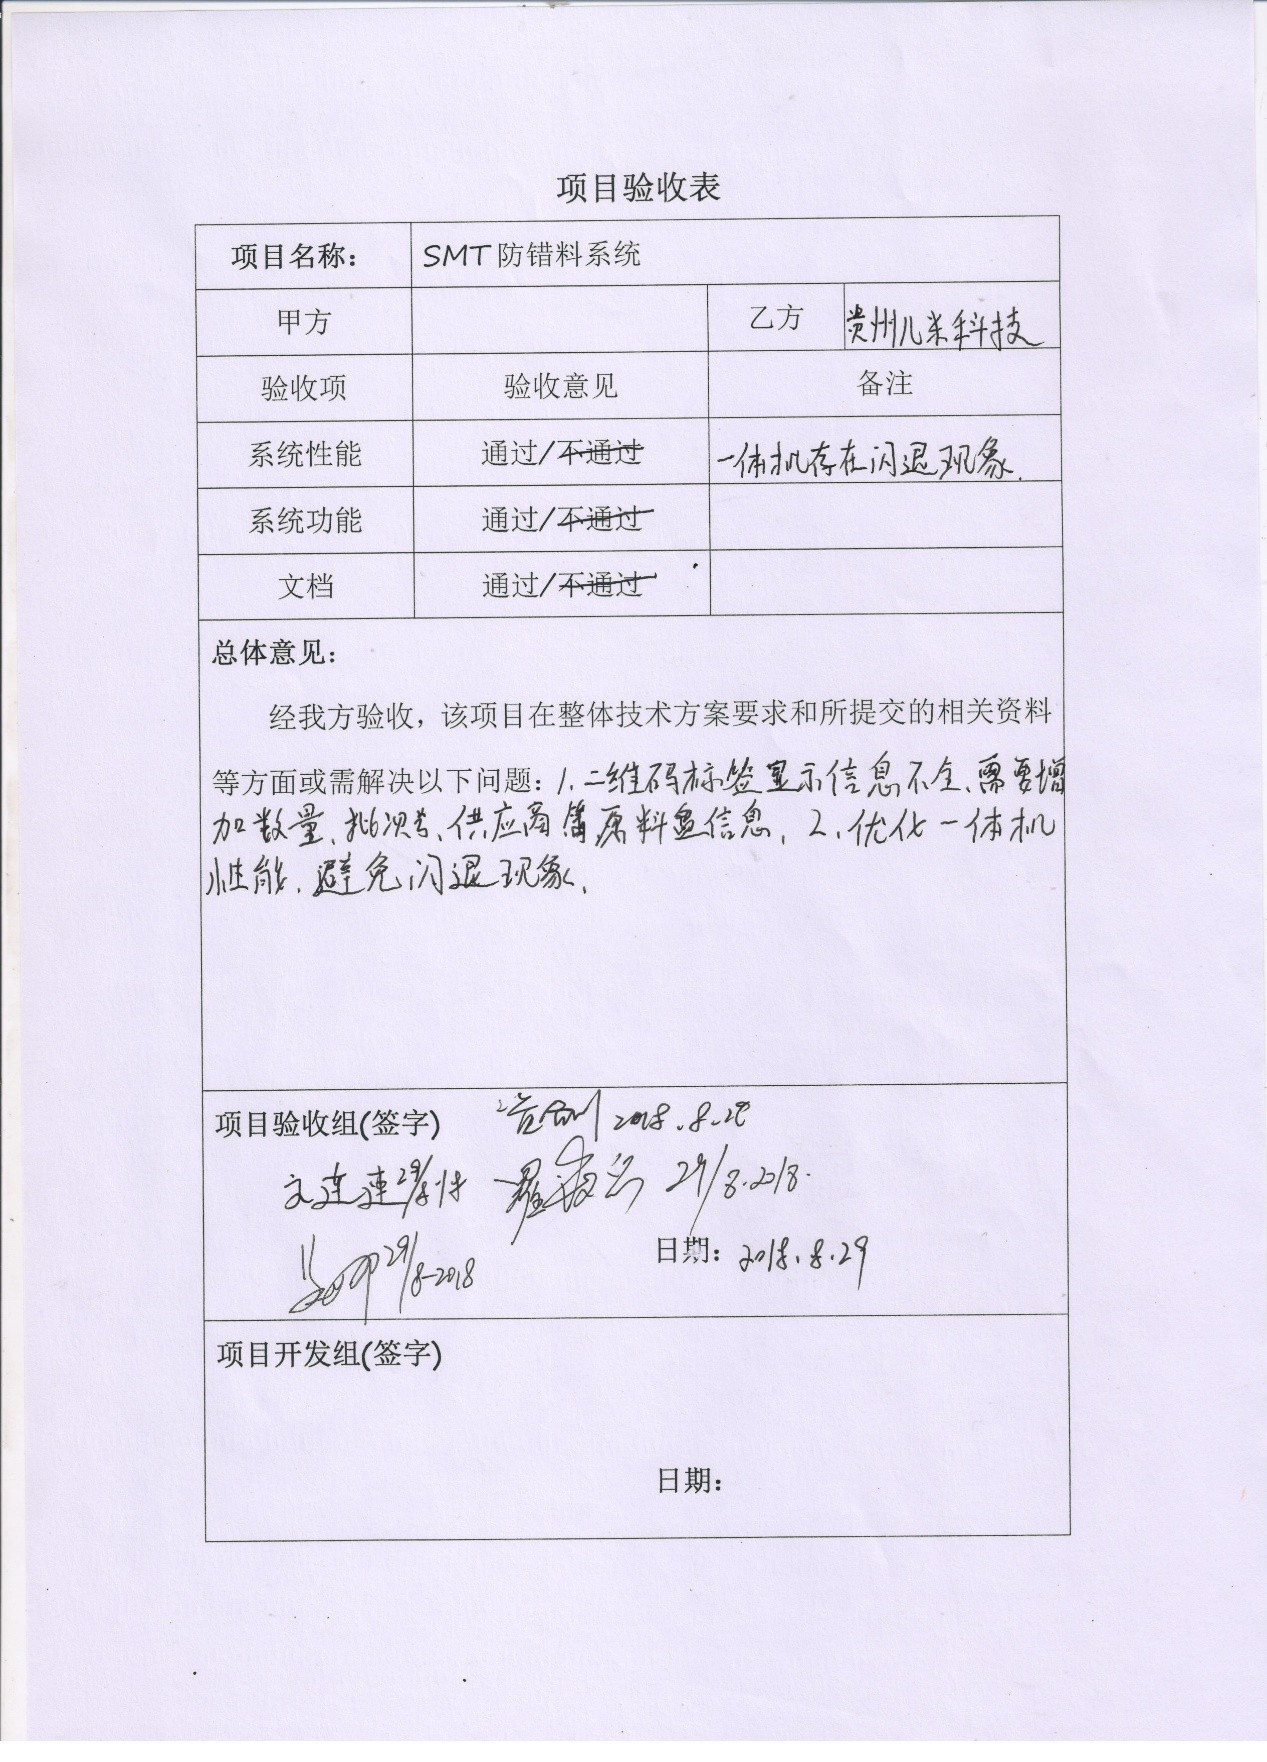 项目验收表
项目名称： SMT防错料系统
甲方 乙方 贵州几米科技
验收项 验收意见 备注
系统性能 通过/不通过 一体机存在闪退现象.
系统功能 通过/不通过
文档 通过/不通过
总体意见：
经我方验收，该项目在整体技术方案要求和所提交的相关资料
等方面或需解决以下问题：1.二维码标签显示信息不全、需要增
加数量、批次号、供应商等原料盘信息. 2.优化一体机
性能.避免闪退现象.
项目验收组(签字) 2018.8.28
29/8.2018.
29/8-2018
日期：2018.8.29
项目开发组(签字)
日期：